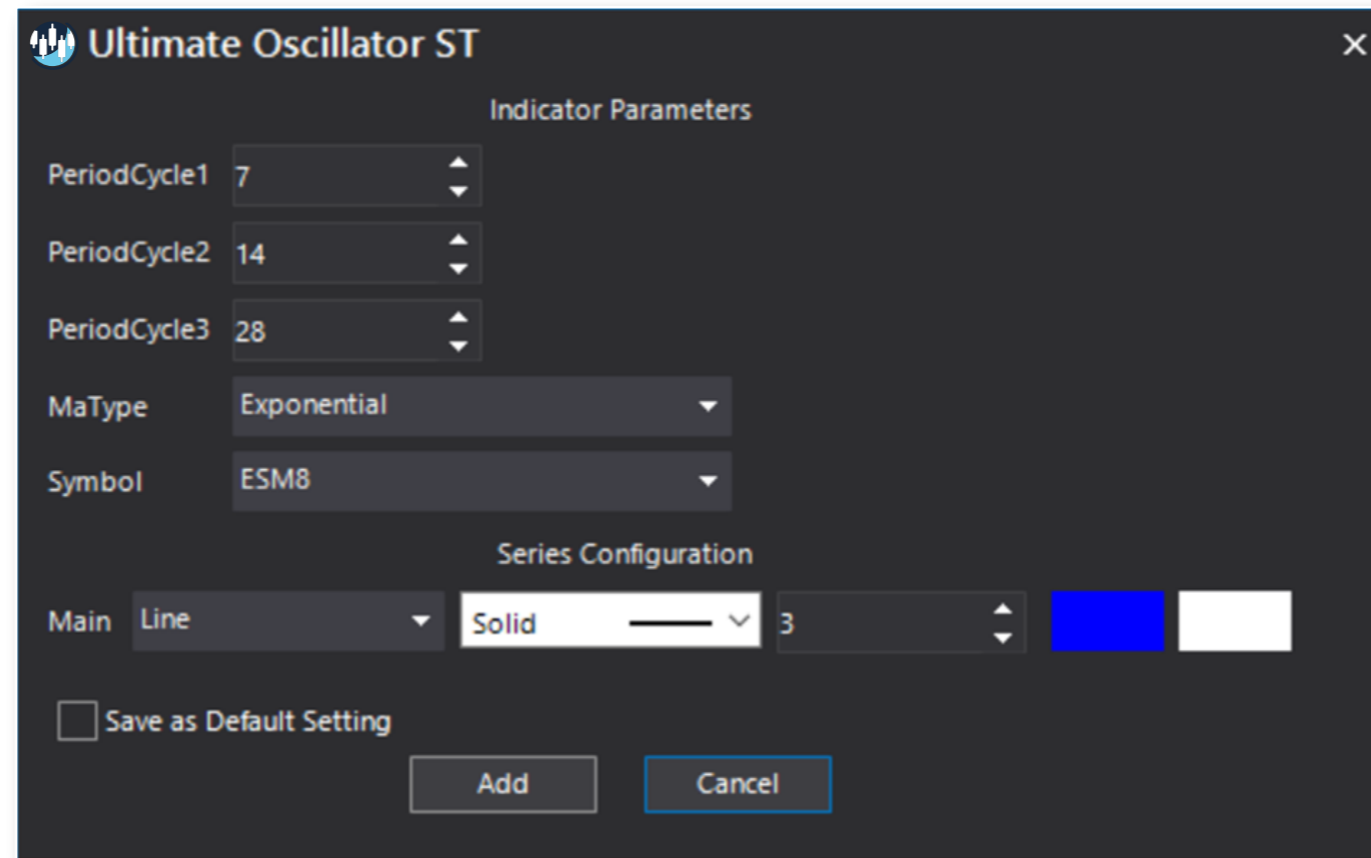 Ultimate Oscillator ST
Indicator Parameters
PeriodCycle1 7
PeriodCycle2 14
PeriodCycle3 28
MaType Exponential
Symbol ESM8
Series Configuration
Main Line Solid 3
Save as Default Setting
Add Cancel